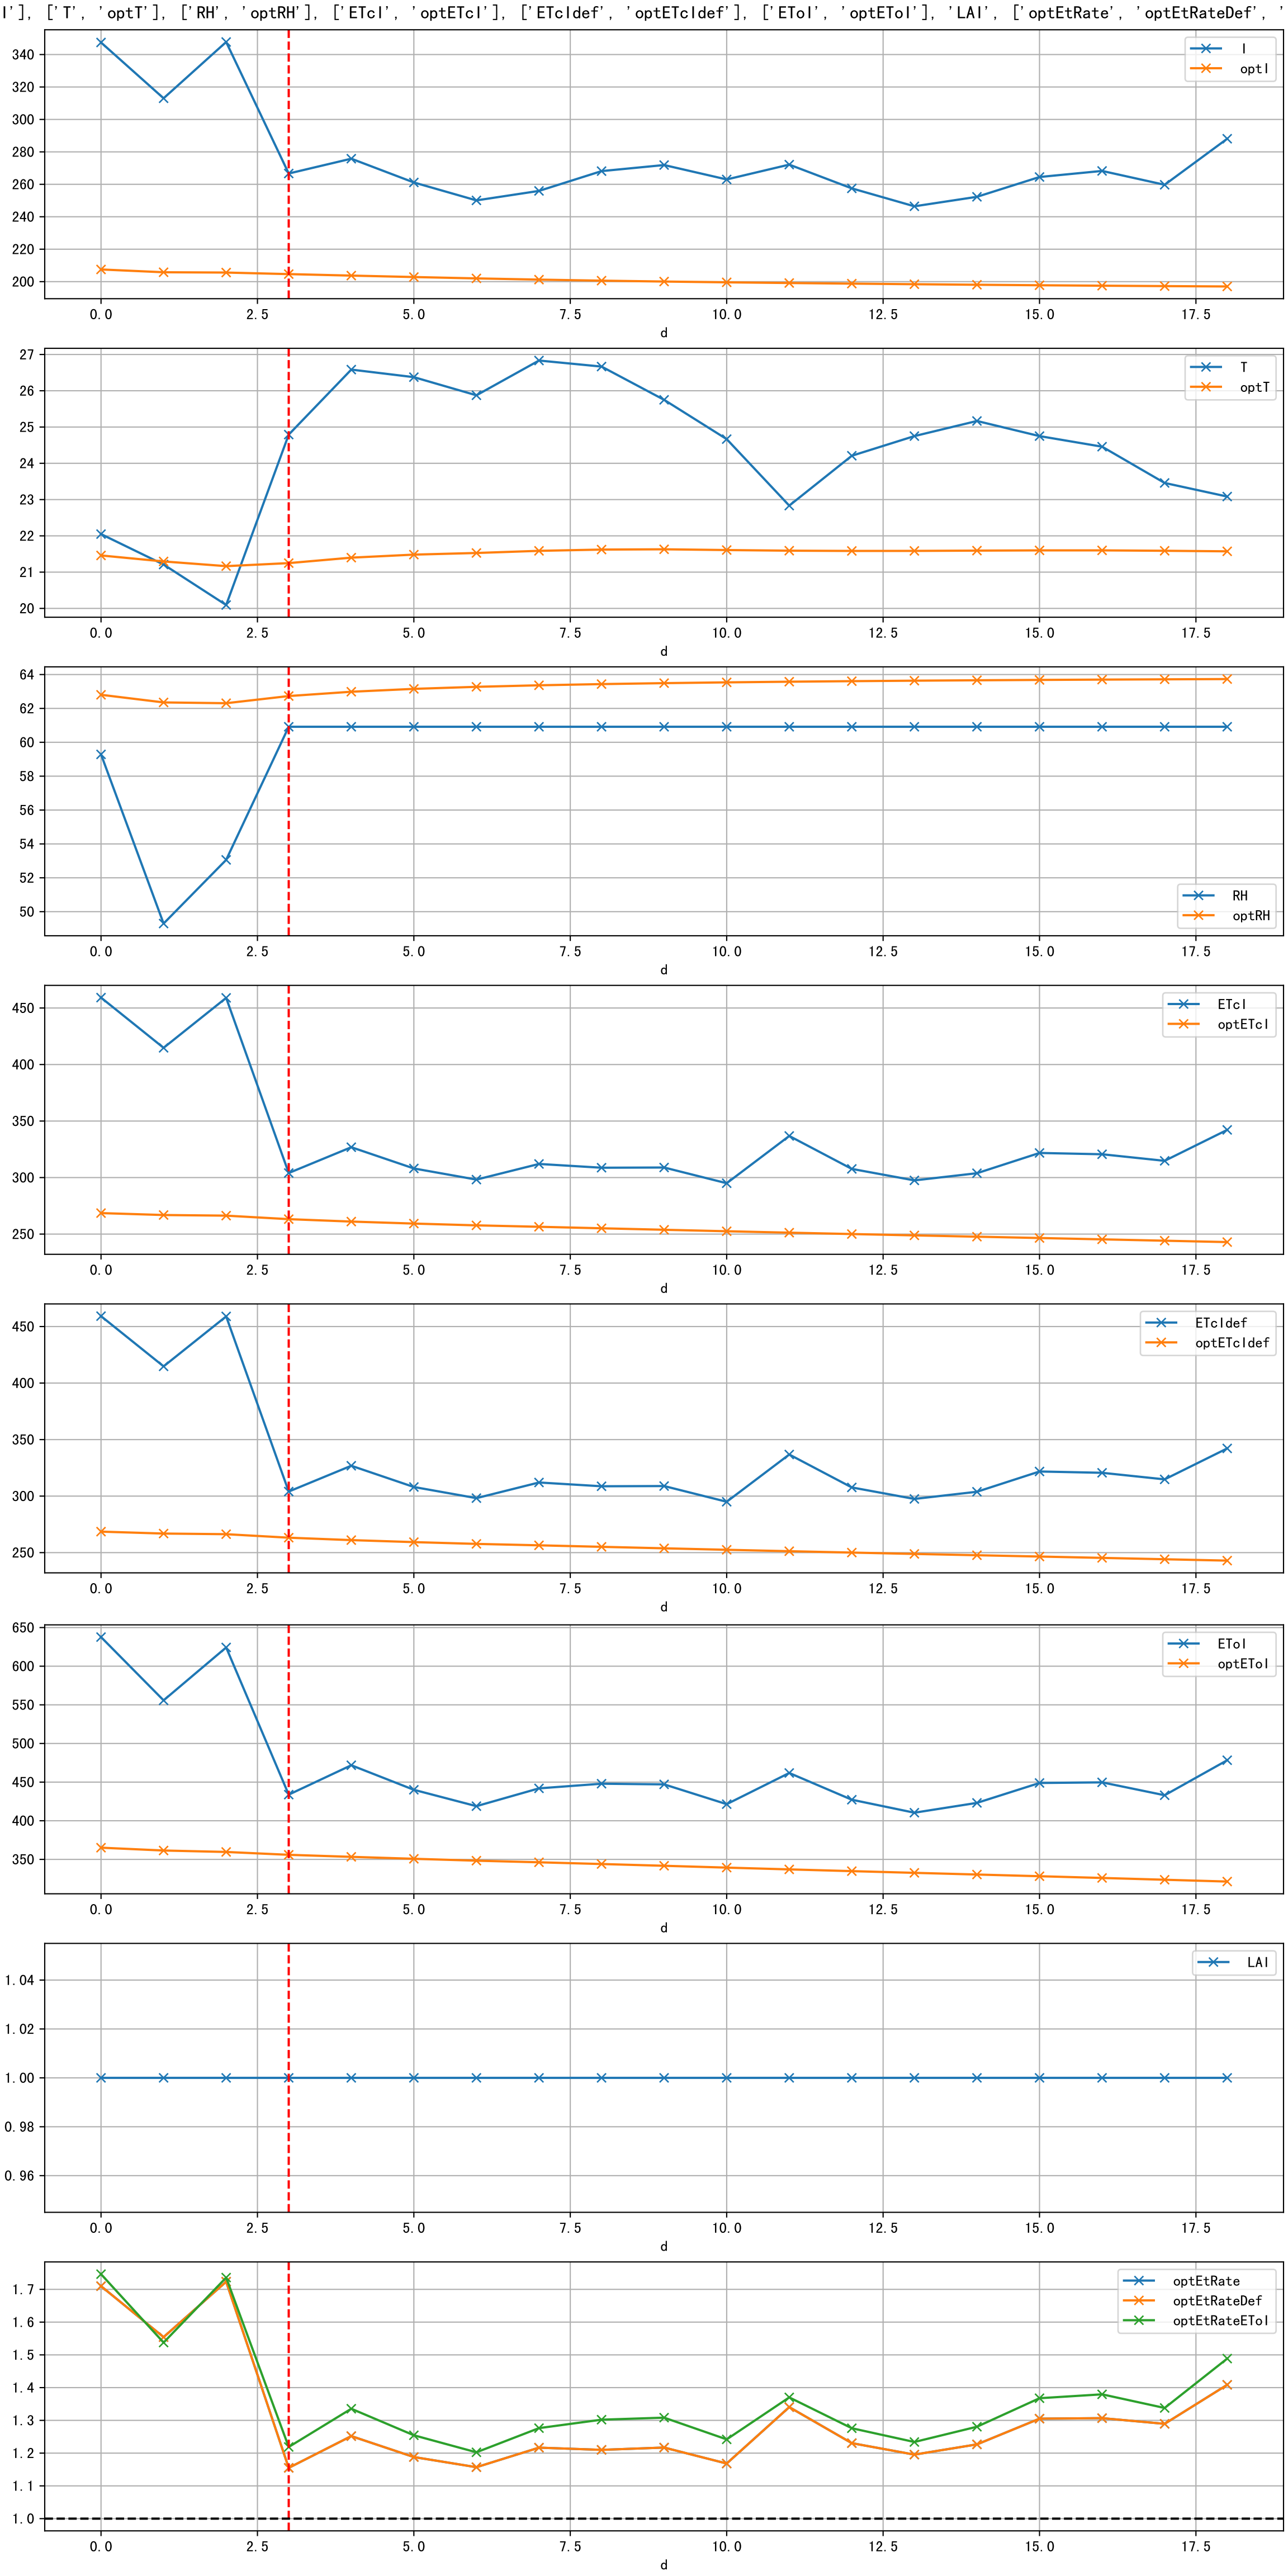 I'], ['T', 'optT'], ['RH', 'optRH'], ['ETcI', 'optETcI'], ['ETcIdef', 'optETcIdef'], ['EToI', 'optEToI'], 'LAI', ['optEtRate', 'optEtRateDef', '
340
320
300
280
260
240
220
200
I
optI
0.0 2.5 5.0 7.5 10.0 12.5 15.0 17.5
d
27
26
25
24
23
22
21
20
T
optT
0.0 2.5 5.0 7.5 10.0 12.5 15.0 17.5
d
64
62
60
58
56
54
52
50
RH
optRH
0.0 2.5 5.0 7.5 10.0 12.5 15.0 17.5
d
450
400
350
300
250
ETcI
optETcI
0.0 2.5 5.0 7.5 10.0 12.5 15.0 17.5
d
450
400
350
300
250
ETcIdef
optETcIdef
0.0 2.5 5.0 7.5 10.0 12.5 15.0 17.5
d
650
600
550
500
450
400
350
EToI
optEToI
0.0 2.5 5.0 7.5 10.0 12.5 15.0 17.5
d
1.04
1.02
1.00
0.98
0.96
LAI
0.0 2.5 5.0 7.5 10.0 12.5 15.0 17.5
d
1.7
1.6
1.5
1.4
1.3
1.2
1.1
1.0
optEtRate
optEtRateDef
optEtRateEToI
0.0 2.5 5.0 7.5 10.0 12.5 15.0 17.5
d